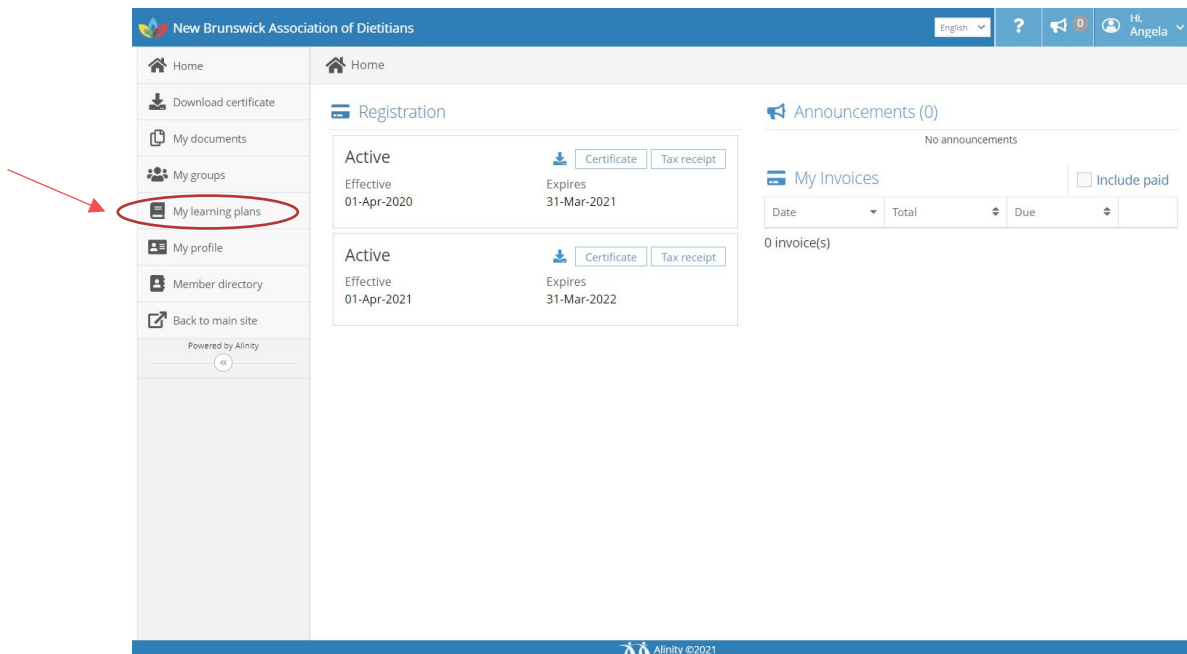 New Brunswick Association of Dietitians
English
?
0
Hi,
Angela
Home
Download certificate
My documents
My groups
My learning plans
My profile
Member directory
Back to main site
Powered by Alinity
Home
Registration
Active
Certificate Tax receipt
Effective Expires
01-Apr-2020 31-Mar-2021
Active
Certificate Tax receipt
Effective Expires
01-Apr-2021 31-Mar-2022
Announcements (0)
No announcements
My Invoices Include paid
Date Total Due
0 invoice(s)
Alinity ©2021